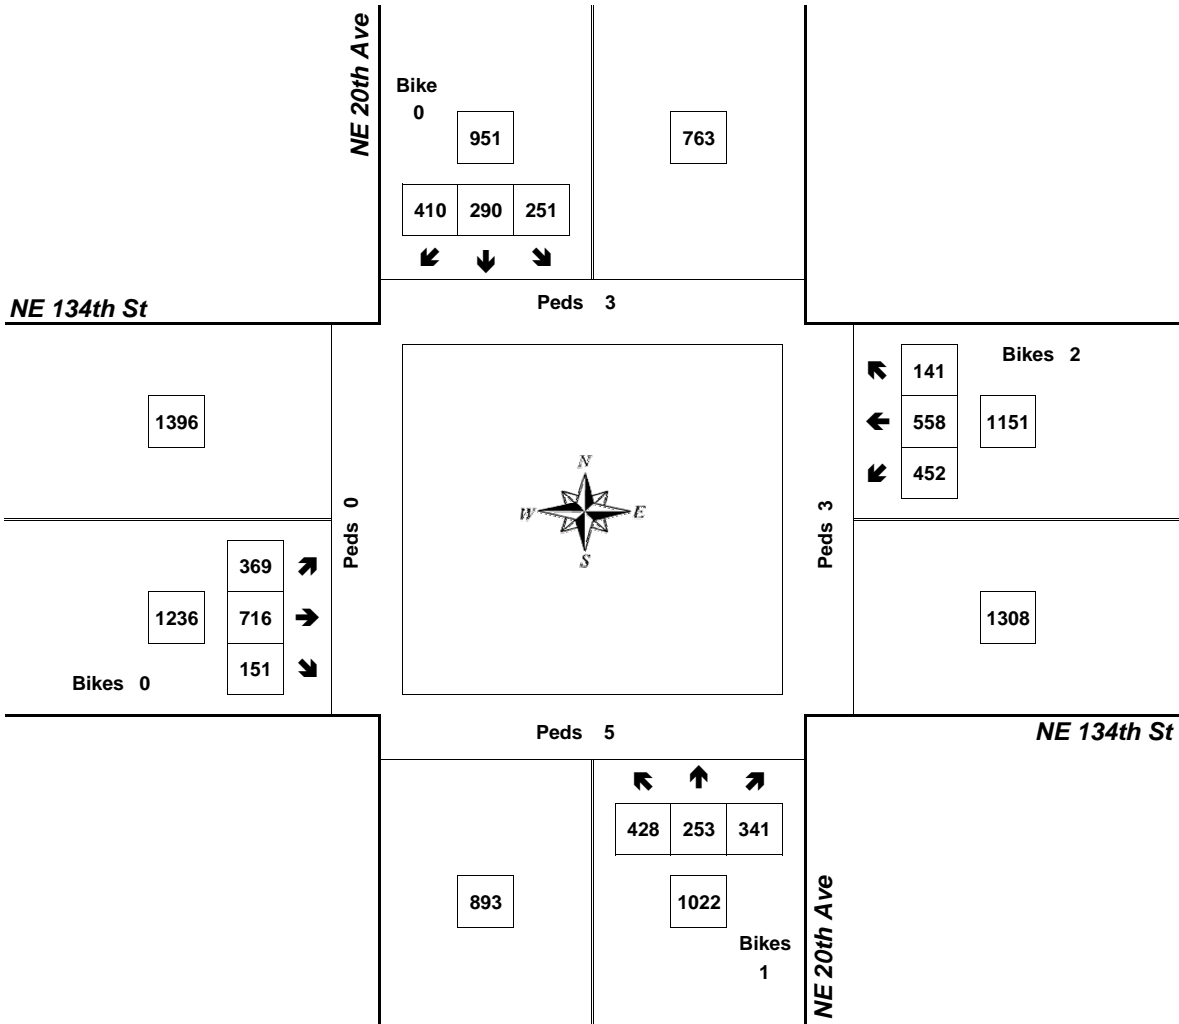 NE 20th Ave
Bike
0
951
763
410 290 251
Peds 3
NE 134th St
Bikes 2
141
558
452
1151
1396
N
W E
S
Peds 0
Peds 3
369
716
151
1236
1308
Bikes 0
Peds 5
NE 134th St
428 253 341
893
1022
Bikes
1
NE 20th Ave